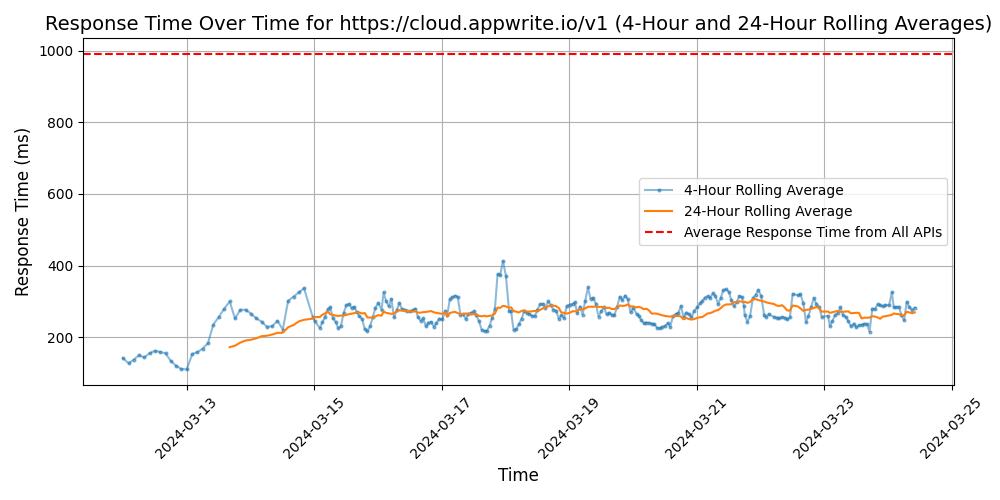 Response Time Over Time for https://cloud.appwrite.io/v1 (4-Hour and 24-Hour Rolling Averages)
Response Time (ms)
1000
800
600
400
200
4-Hour Rolling Average
24-Hour Rolling Average
Average Response Time from All APIs
2024-03-13
2024-03-15
2024-03-17
2024-03-19
2024-03-21
2024-03-23
2024-03-25
Time